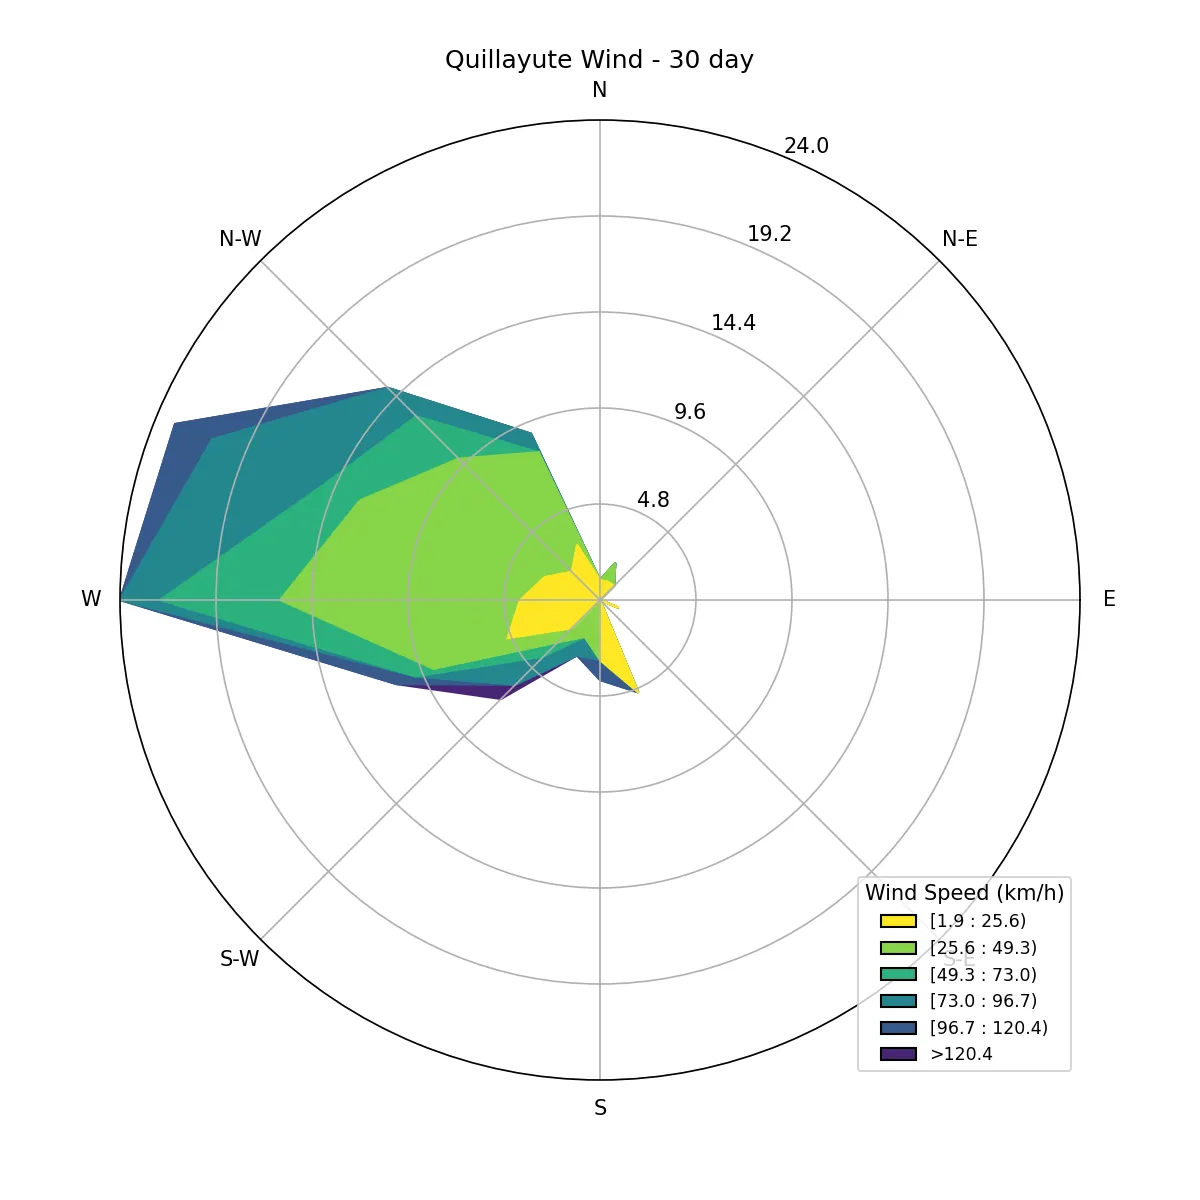 Quillayute Wind - 30 day
N
24.0
N-W
19.2
N-E
14.4
9.6
4.8
W
E
Wind Speed (km/h)
[1.9 : 25.6)
[25.6 : 49.3)
S-W
S-E
[49.3 : 73.0)
[73.0 : 96.7)
[96.7 : 120.4)
>120.4
S